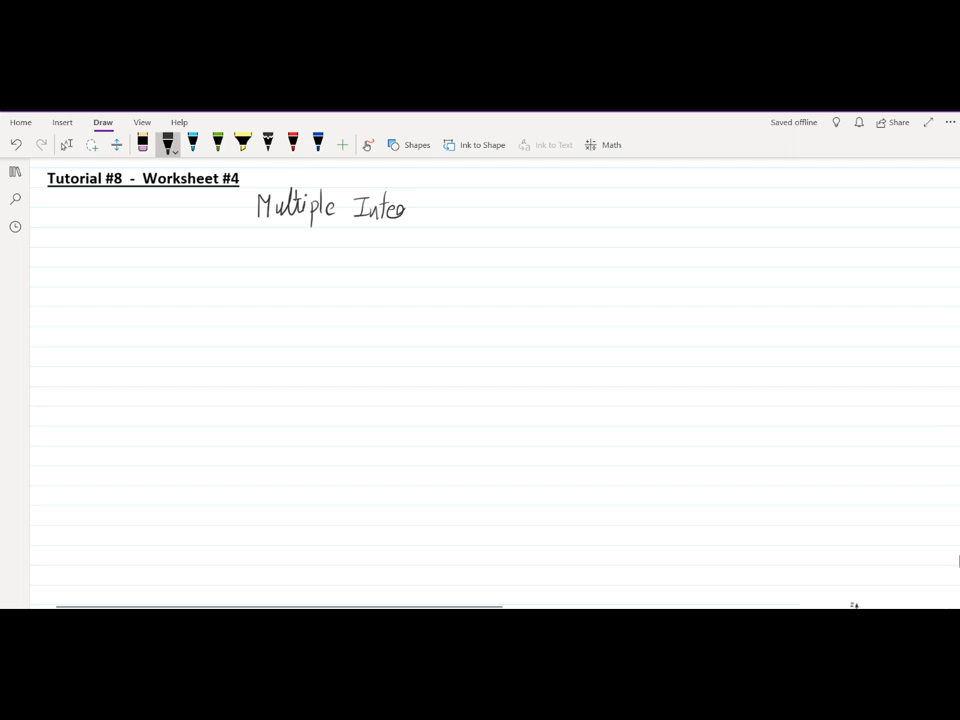 Home Insert Draw View Help Saved offline Share
Shapes Ink to Shape Ink to Text Math
Tutorial #8 - Worksheet #4
Multiple